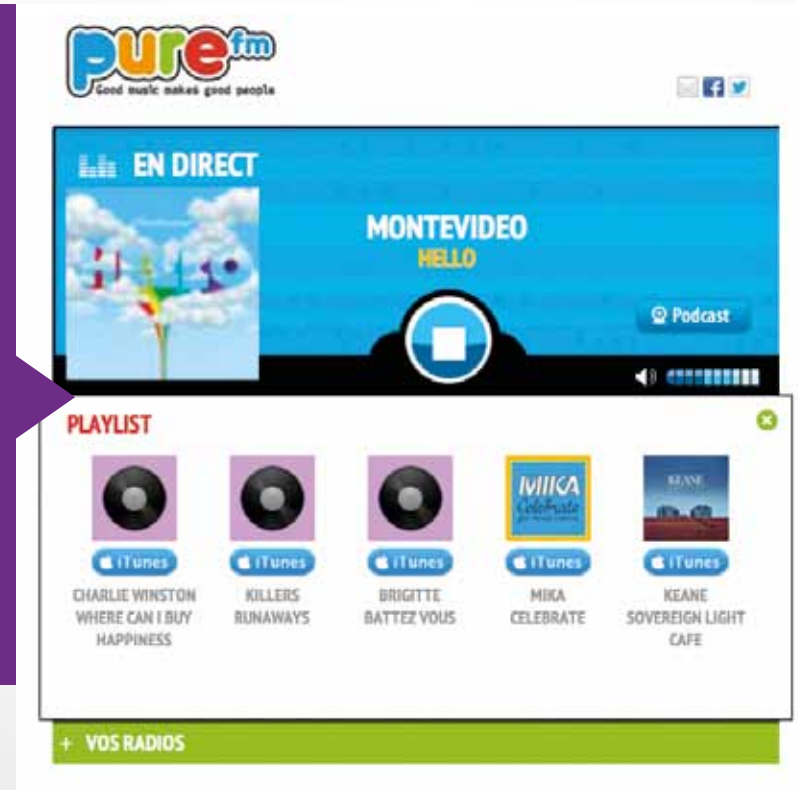 pure fm
Good music makes good people
EN DIRECT
Hello
MONTEVIDEO
HELLO
Podcast
PLAYLIST
iTunes
CHARLIE WINSTON
WHERE CAN I BUY
HAPPINESS
iTunes
KILLERS
RUNAWAYS
iTunes
BRIGITTE
BATTEZ VOUS
MIKA
Celebrate
iTunes
MIKA
CELEBRATE
KEANE
iTunes
KEANE
SOVEREIGN LIGHT
CAFE
+ VOS RADIOS